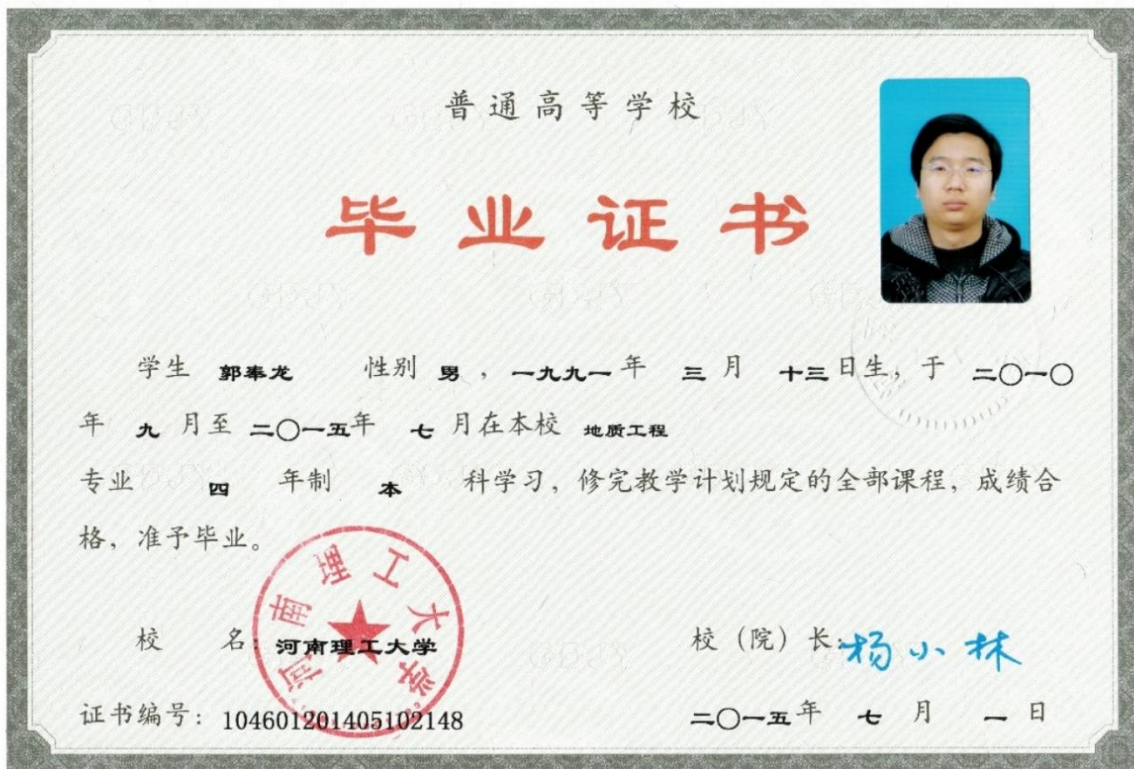 普通高等学校
毕业证书
学生 郭奉龙 性别 男 ，一九九一 年 三 月 十三 日生，于 二〇一〇
年 九 月至 二〇一五年 七 月在本校 地质工程
专业 四 年制 本 科学习，修完教学计划规定的全部课程，成绩合
格，准予毕业。
河南理工大学
校 名：河南理工大学 校（院）长：杨小林
证书编号：104601201405102148 二〇一五年 七 月 一 日